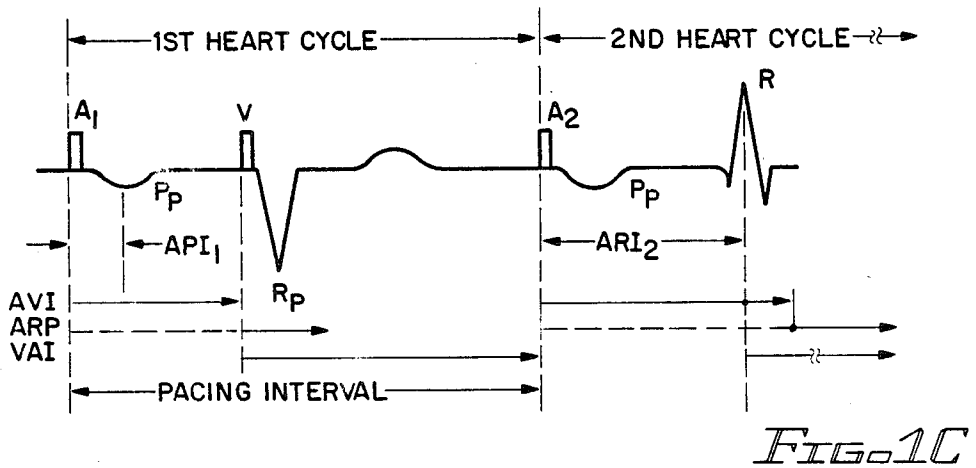 1ST HEART CYCLE 2ND HEART CYCLE
A1 V A2 R
PP PP
API1 ARI2
RP
AVI
ARP
VAI
PACING INTERVAL
FIG. 1C